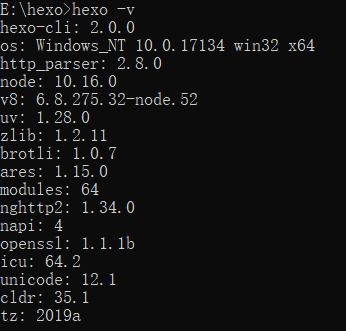 E:\hexo>hexo -v
hexo-cli: 2.0.0
os: Windows_NT 10.0.17134 win32 x64
http_parser: 2.8.0
node: 10.16.0
v8: 6.8.275.32-node.52
uv: 1.28.0
zlib: 1.2.11
brotli: 1.0.7
ares: 1.15.0
modules: 64
nghttp2: 1.34.0
napi: 4
openssl: 1.1.1b
icu: 64.2
unicode: 12.1
cldr: 35.1
tz: 2019a